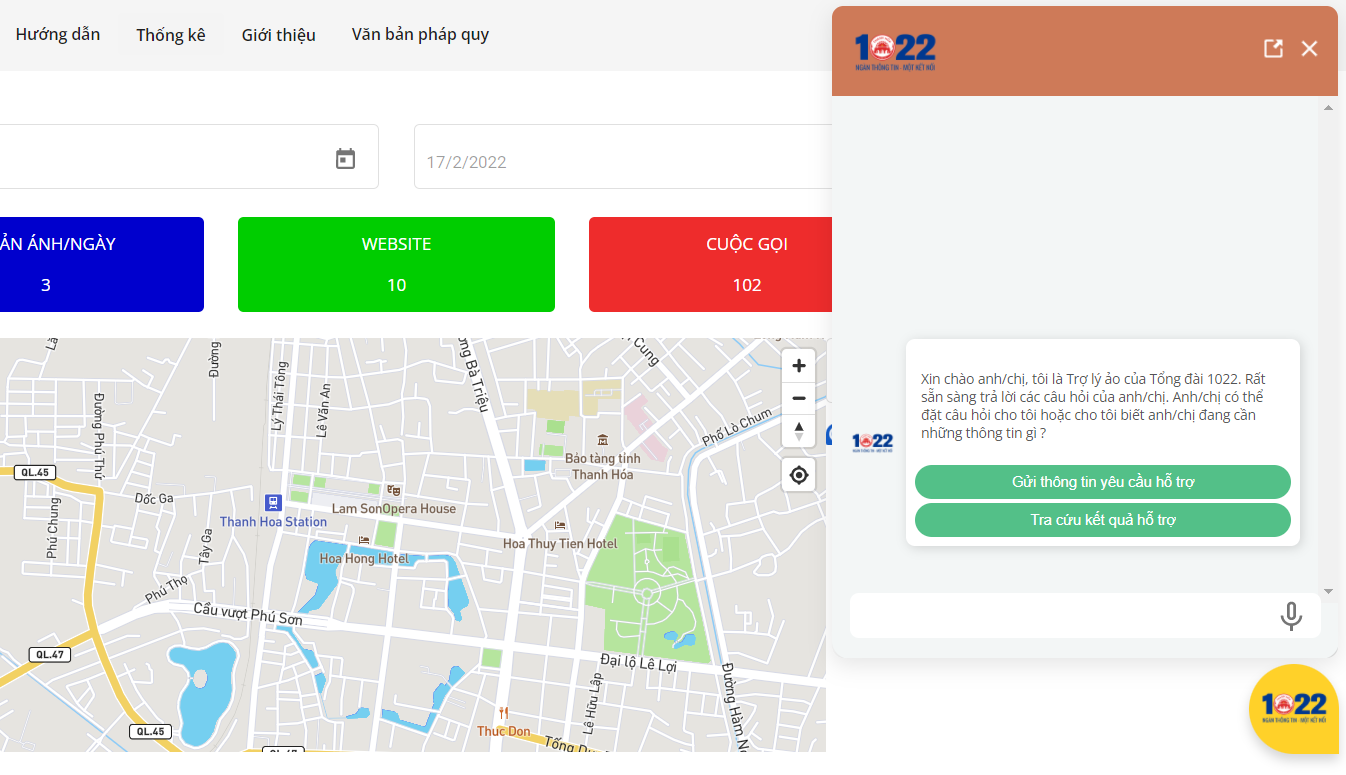 Hướng dẫn
Thống kê
Giới thiệu
Văn bản pháp quy
17/2/2022
ẢN ÁNH/NGÀY
3
WEBSITE
10
CUỘC GỌI
102
Đường
Lý Thái Tông
Lê Văn An
ng Bà Triệu
Cung
Đường Phú Thứ
Phố Lò Chum
QL.45
Bảo tàng tỉnh
Thanh Hóa
Dốc Ga
Phú Chung
Thanh Hoa Station
Lam SonOpera House
Tây Ga
Hoa Thuy Tien Hotel
Hoa Hong Hotel
Phú Thọ
Cầu vượt Phú Sơn
QL.47
Đại lộ Lê Lợi
Lê Hữu Lập
Đường Hàm N
QL.45
Thuc Don
Tống Du
1022
NGÀN THÔNG TIN - MỘT KẾT NỐI
Xin chào anh/chị, tôi là Trợ lý ảo của Tổng đài 1022. Rất
sẵn sàng trả lời các câu hỏi của anh/chị. Anh/chị có thể
đặt câu hỏi cho tôi hoặc cho tôi biết anh/chị đang cần
những thông tin gì ?
1022
NGÀN THÔNG TIN - MỘT KẾT NỐI
Gửi thông tin yêu cầu hỗ trợ
Tra cứu kết quả hỗ trợ
1022
NGÀN THÔNG TIN - MỘT KẾT NỐI